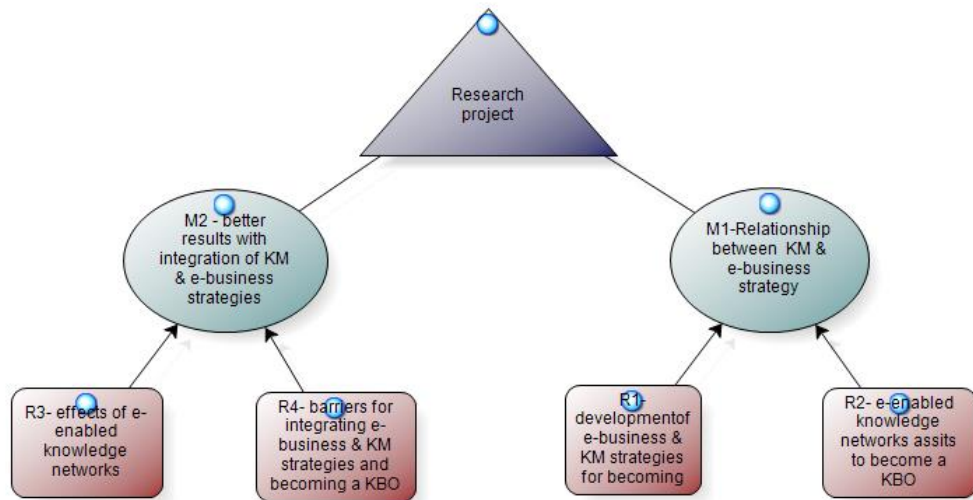 Research
project
M2 - better
results with
integration of KM
& e-business
strategies
M1-Relationship
between KM &
e-business
strategy
R3- effects of e-
enabled
knowledge
networks
R4- barriers for
integrating e-
business & KM
strategies and
becoming a KBO
R1-
developmentof
e-business &
KM strategies
for becoming
R2- e-enabled
knowledge
networks assits
to become a
KBO